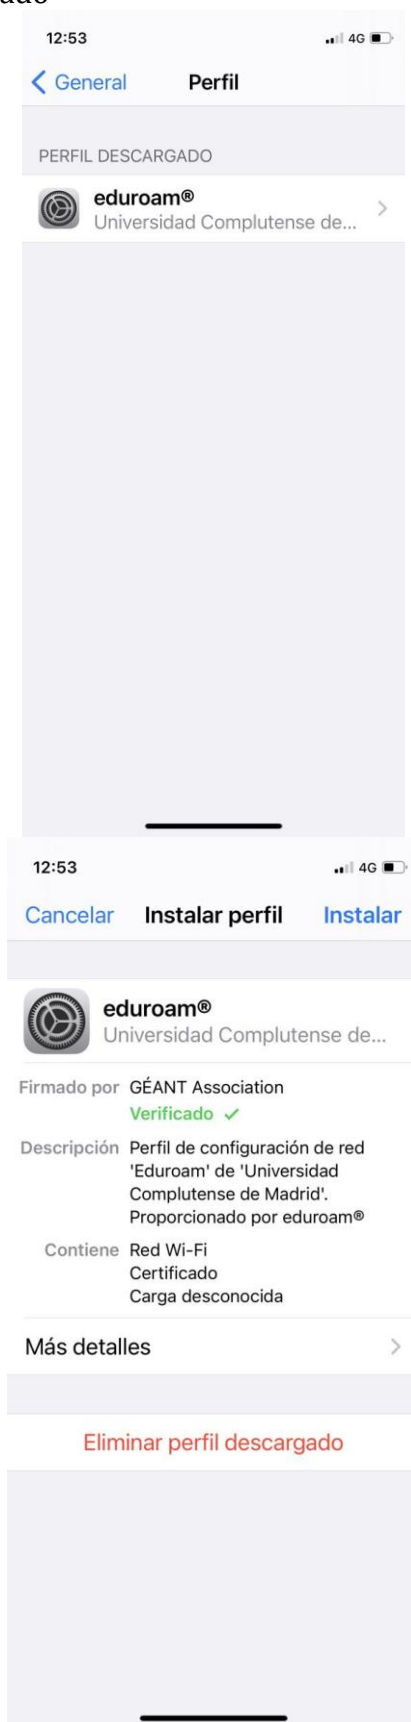 12:53
4G
General
Perfil
PERFIL DESCARGADO
eduroam®
Universidad Complutense de...
12:53
4G
Cancelar
Instalar perfil
Instalar
eduroam®
Universidad Complutense de...
Firmado por GÉANT Association
Verificado ✓
Descripción Perfil de configuración de red
'Eduroam' de 'Universidad
Complutense de Madrid'.
Proporcionado por eduroam®
Contiene Red Wi-Fi
Certificado
Carga desconocida
Más detalles
Eliminar perfil descargado